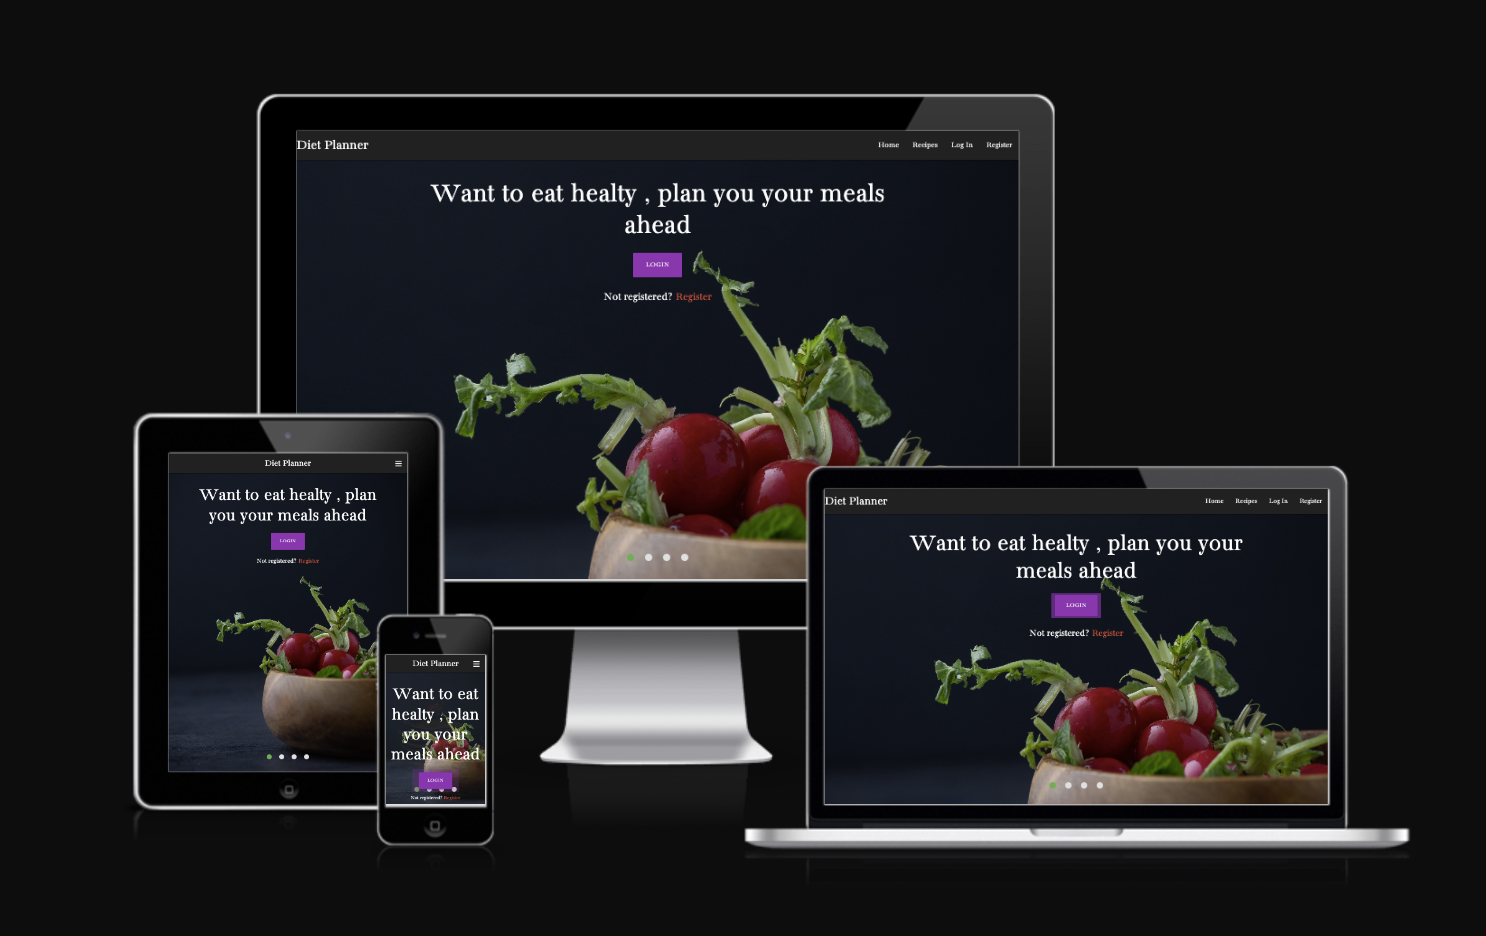 Diet Planner
Home Recipes Log In Register
Want to eat healty , plan you your meals
ahead
LOGIN
Not registered? Register
Diet Planner
Want to eat healty , plan
you your meals ahead
LOGIN
Not registered? Register
Diet Planner
Want to eat
healty , plan
you your
meals ahead
LOGIN
Not registered? Register
Diet Planner
Home Recipes Log In Register
Want to eat healty , plan you your
meals ahead
LOGIN
Not registered? Register